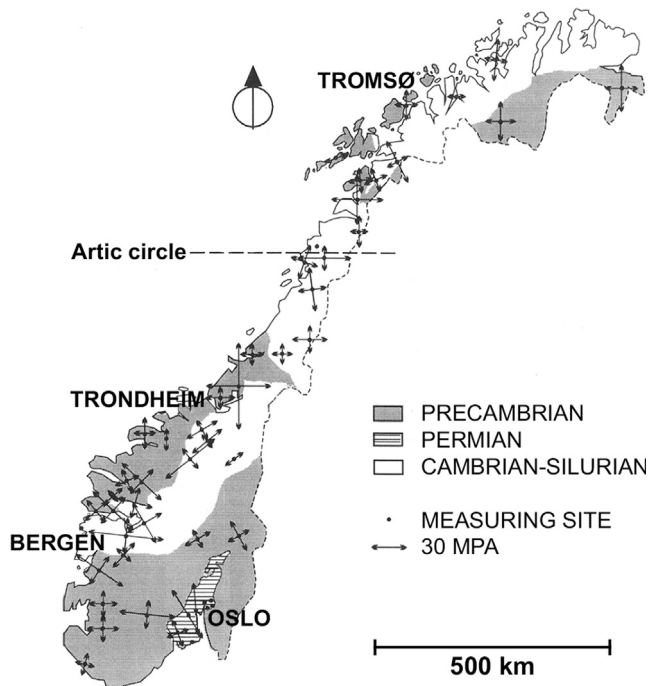 TROMSØ
Artic circle
TRONDHEIM
PRECAMBRIAN
PERMIAN
CAMBRIAN-SILURIAN
MEASURING SITE
BERGEN
30 MPA
OSLO
500 km